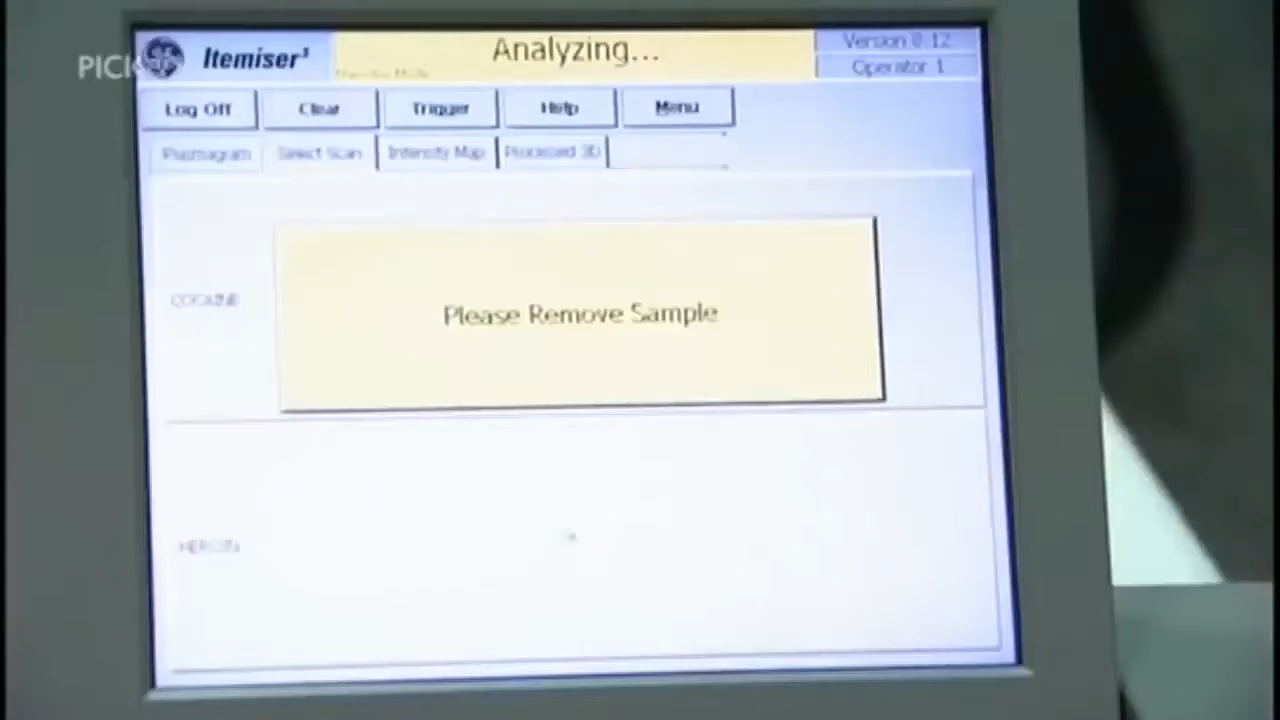 PICK
Itemiser³
Analyzing...
Version 8.12
Operator 1
Log Off
Clear
Trigger
Help
Menu
Plasmagram
Select Scan
Intensity Map
Processed 3D
COCAINE
Please Remove Sample
HEROIN